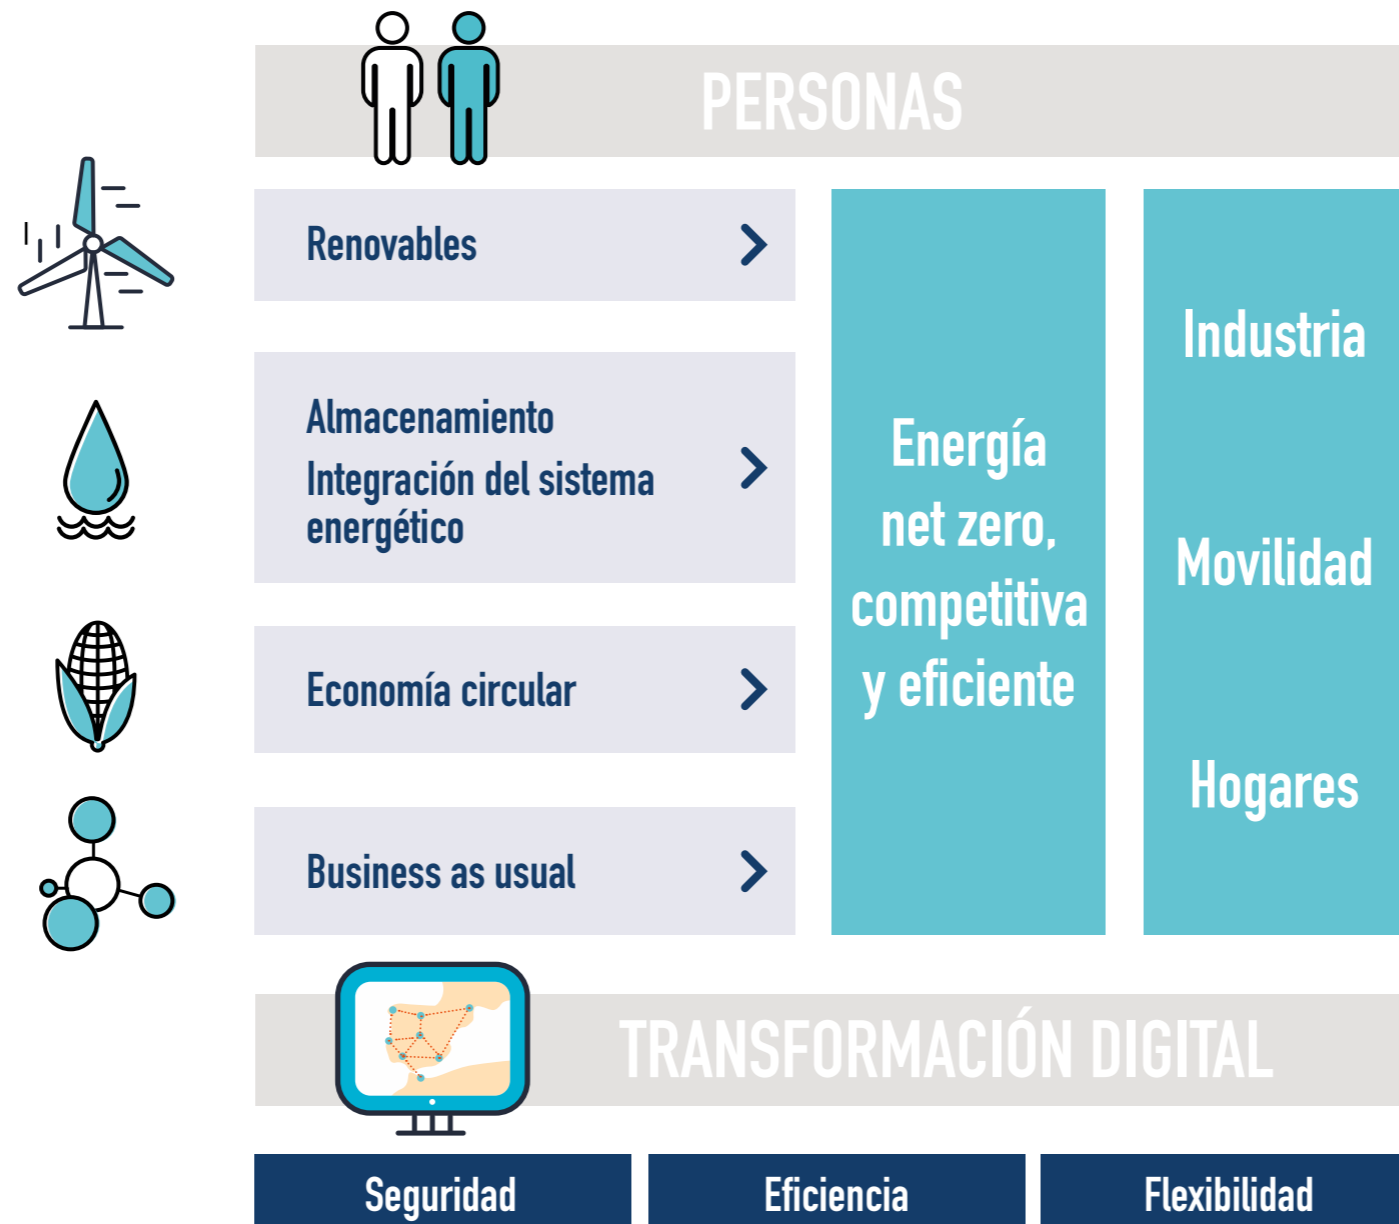 PERSONAS
Renovables
Almacenamiento
Integración del sistema
energético
Economía circular
Business as usual
Energía
net zero,
competitiva
y eficiente
Industria
Movilidad
Hogares
TRANSFORMACIÓN DIGITAL
Seguridad
Eficiencia
Flexibilidad